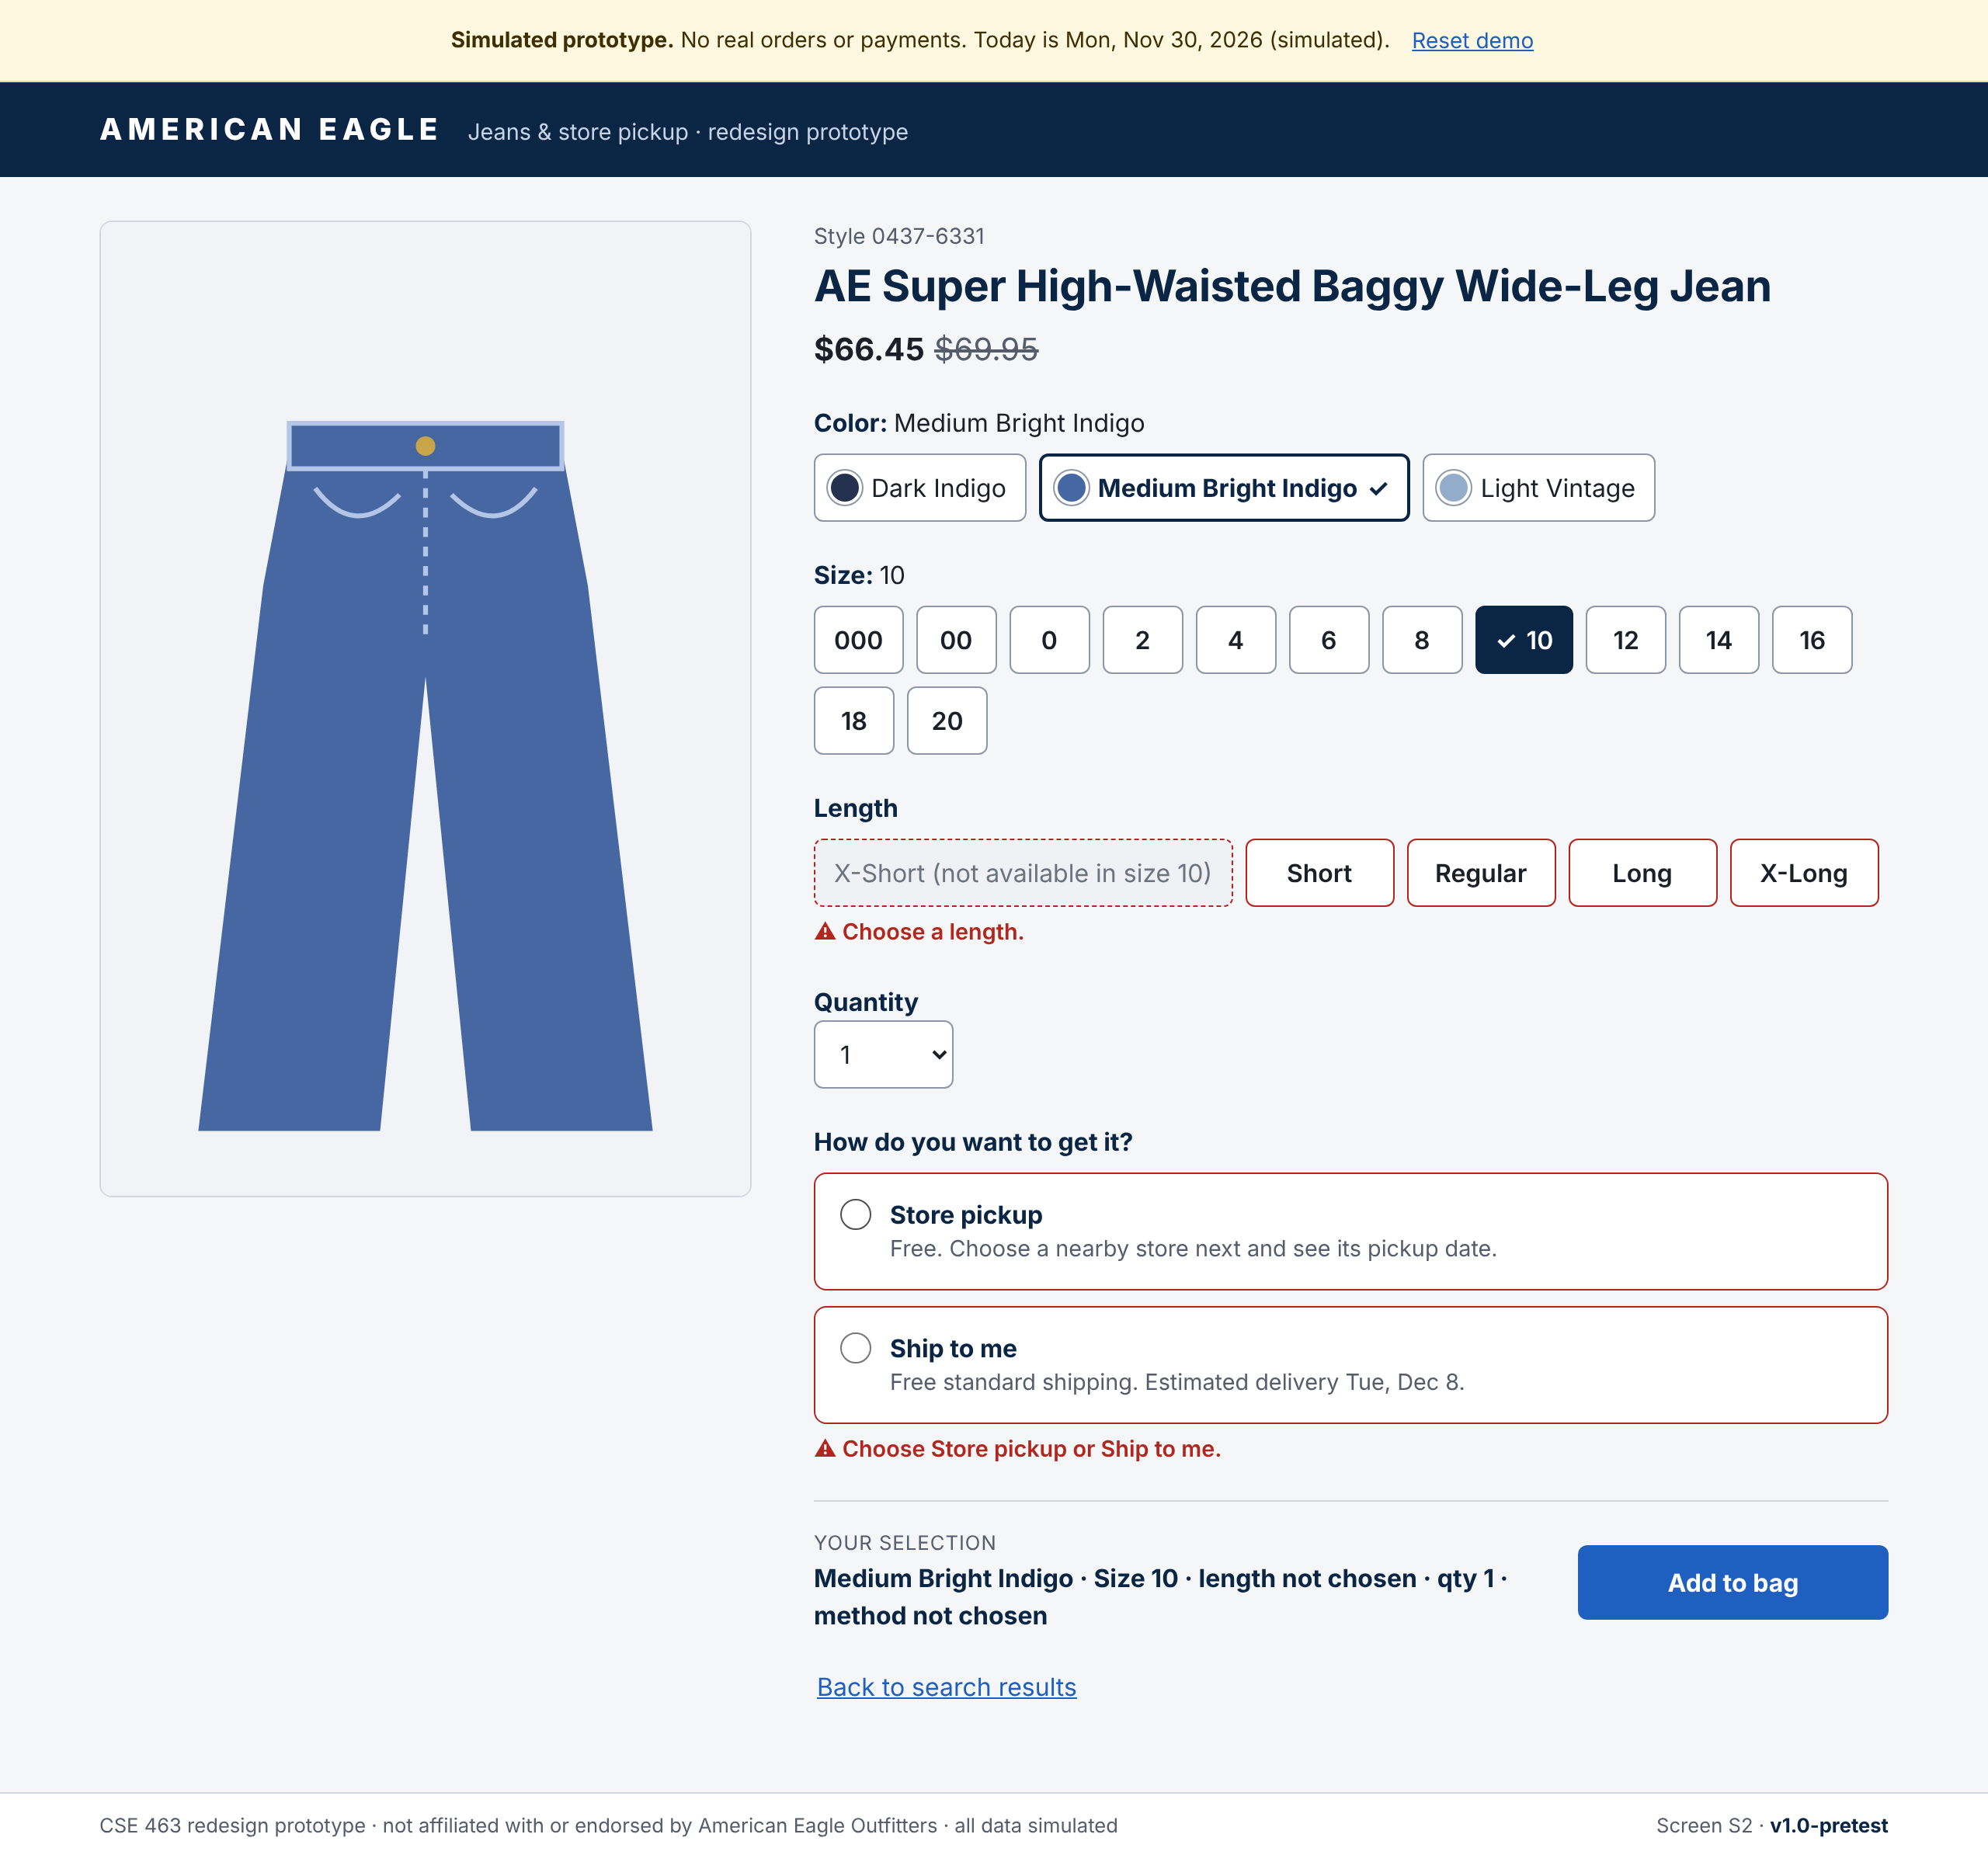 Simulated prototype. No real orders or payments. Today is Mon, Nov 30, 2026 (simulated). Reset demo
AMERICAN EAGLE Jeans & store pickup · redesign prototype
Style 0437-6331
AE Super High-Waisted Baggy Wide-Leg Jean
$66.45 $69.95
Color: Medium Bright Indigo
Dark Indigo Medium Bright Indigo ✓ Light Vintage
Size: 10
000 00 0 2 4 6 8 ✓ 10 12 14 16
18 20
Length
X-Short (not available in size 10) Short Regular Long X-Long
⚠ Choose a length.
Quantity
1
How do you want to get it?
Store pickup
Free. Choose a nearby store next and see its pickup date.
Ship to me
Free standard shipping. Estimated delivery Tue, Dec 8.
⚠ Choose Store pickup or Ship to me.
YOUR SELECTION
Medium Bright Indigo · Size 10 · length not chosen · qty 1 ·
method not chosen
Add to bag
Back to search results
CSE 463 redesign prototype · not affiliated with or endorsed by American Eagle Outfitters · all data simulated
Screen S2 · v1.0-pretest